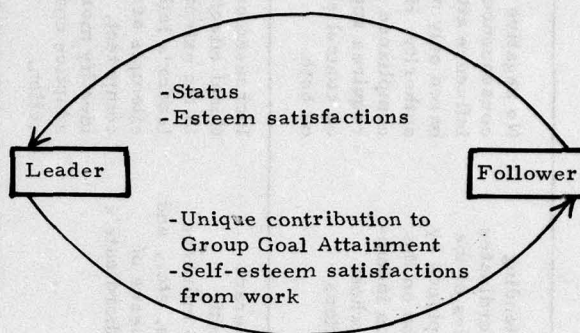 -Status
-Esteem satisfactions
Leader
Follower
-Unique contribution to
Group Goal Attainment
-Self-esteem satisfactions
from work